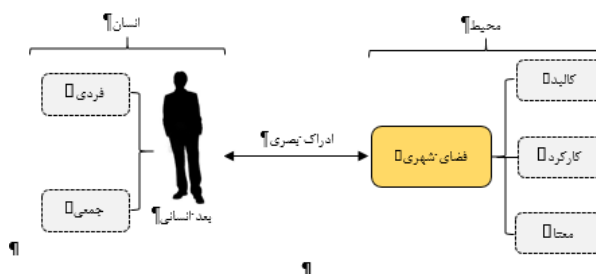 انسان
محیط
فردی
کالبد
ادراک بصری
فضای شهری
کارکرد
جمعی
بعد انسانی
معنا